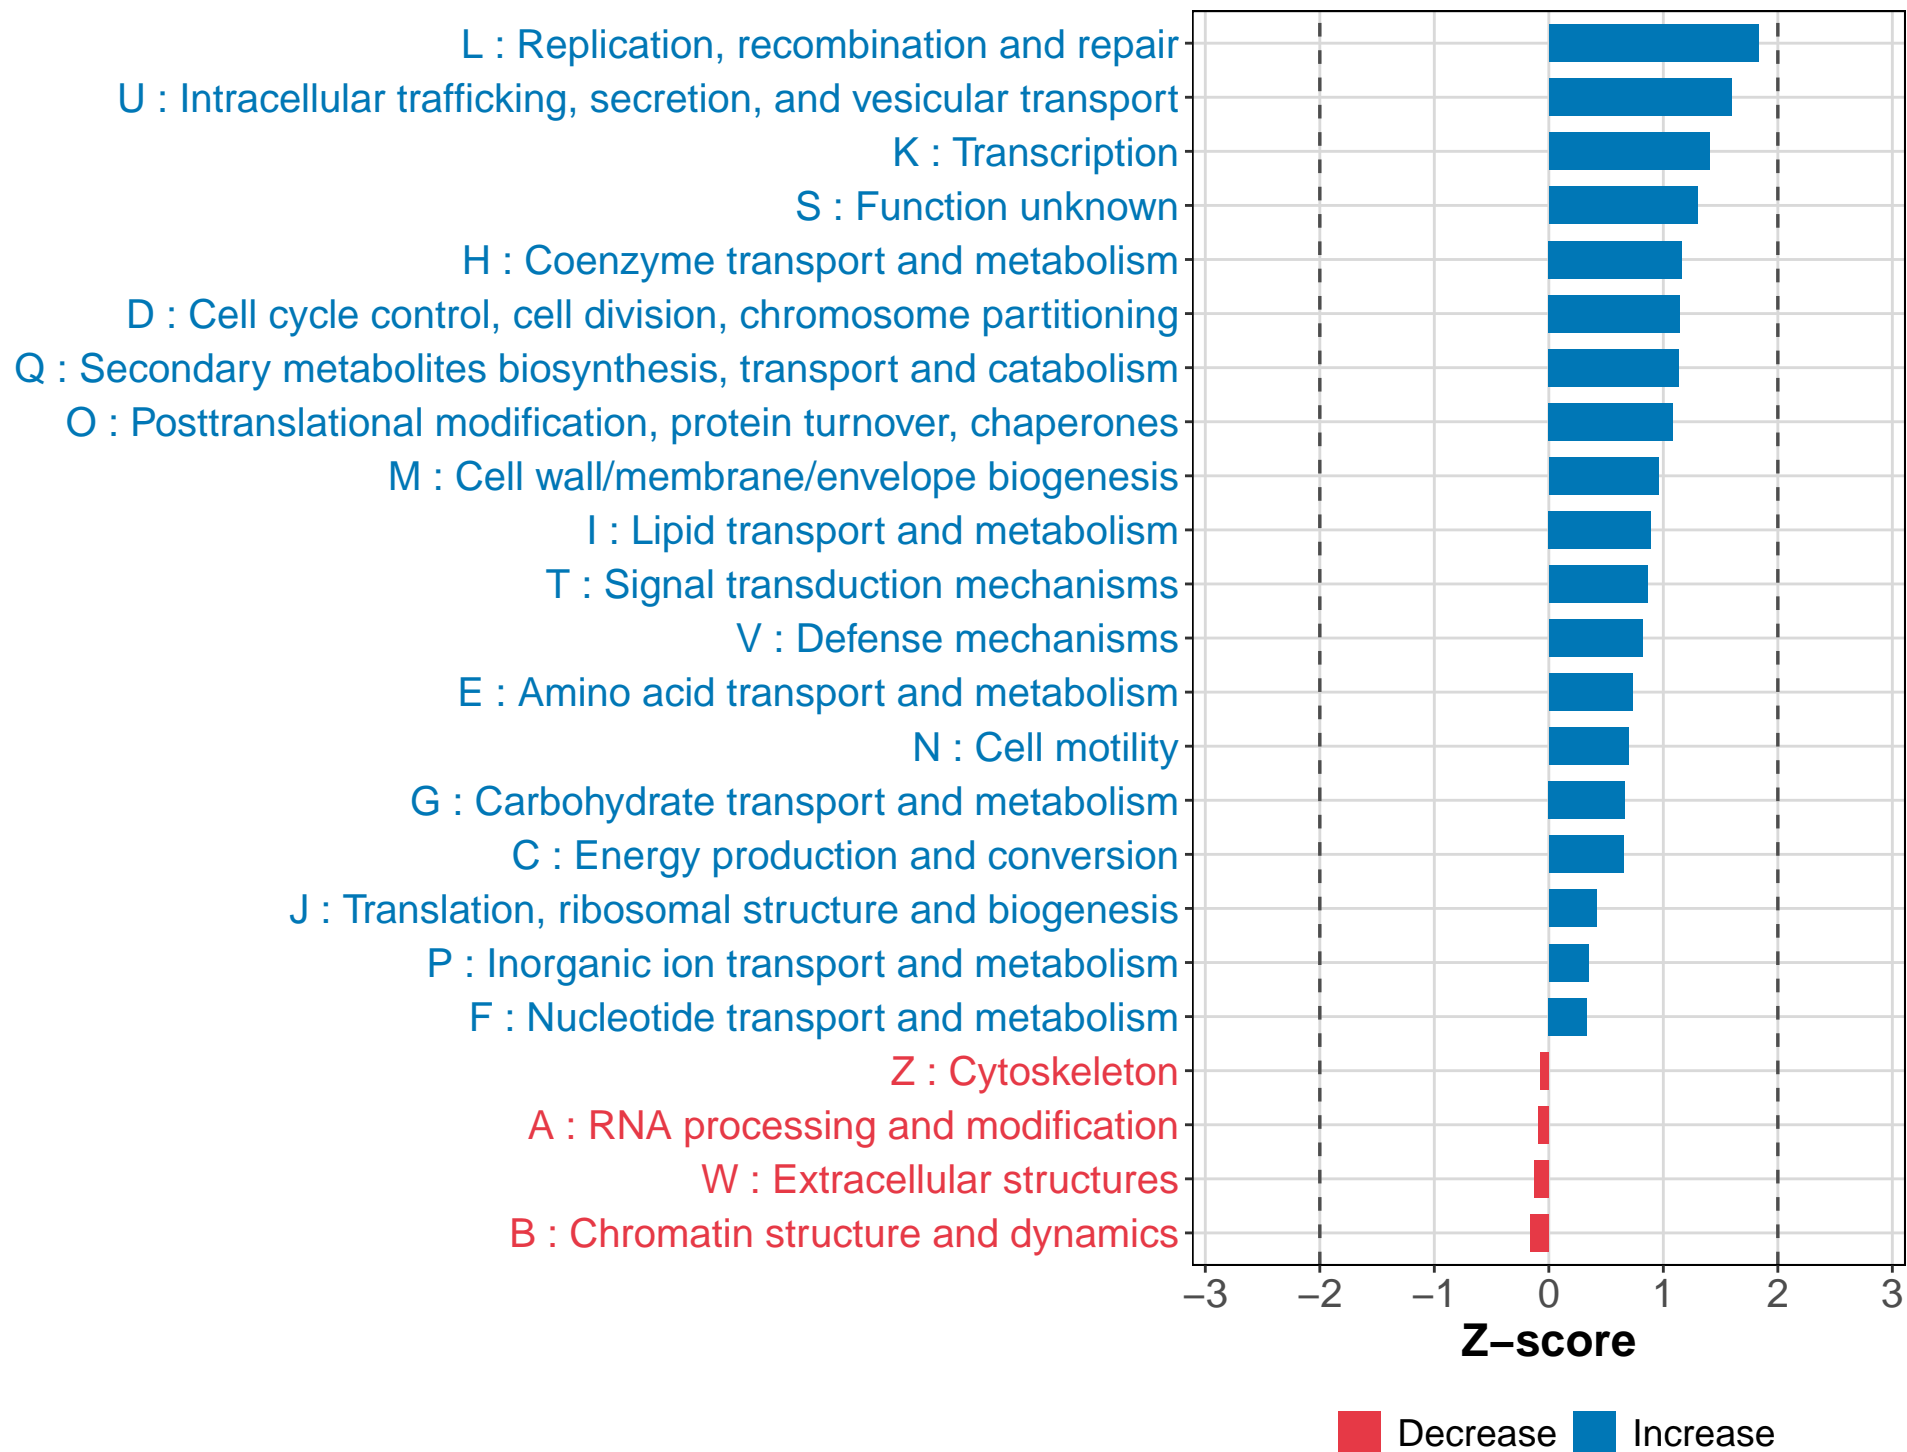 L : Replication, recombination and repair
U : Intracellular trafficking, secretion, and vesicular transport
K : Transcription
S : Function unknown
H : Coenzyme transport and metabolism
D : Cell cycle control, cell division, chromosome partitioning
Q : Secondary metabolites biosynthesis, transport and catabolism
O : Posttranslational modification, protein turnover, chaperones
M : Cell wall/membrane/envelope biogenesis
I : Lipid transport and metabolism
T : Signal transduction mechanisms
V : Defense mechanisms
E : Amino acid transport and metabolism
N : Cell motility
G : Carbohydrate transport and metabolism
C : Energy production and conversion
J : Translation, ribosomal structure and biogenesis
P : Inorganic ion transport and metabolism
F : Nucleotide transport and metabolism
Z : Cytoskeleton
A : RNA processing and modification
W : Extracellular structures
B : Chromatin structure and dynamics
−3 −2 −1 0 1 2 3
Z−score
Decrease Increase